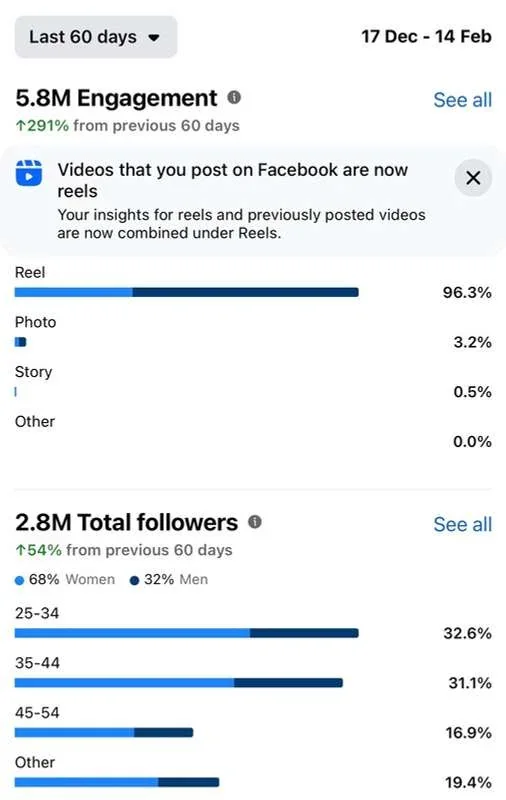 Last 60 days
17 Dec - 14 Feb
5.8M Engagement
See all
↑291% from previous 60 days
Videos that you post on Facebook are now
reels
Your insights for reels and previously posted videos
are now combined under Reels.
Reel
96.3%
Photo
3.2%
Story
0.5%
Other
0.0%
2.8M Total followers
See all
↑54% from previous 60 days
68% Women 32% Men
25-34
32.6%
35-44
31.1%
45-54
16.9%
Other
19.4%